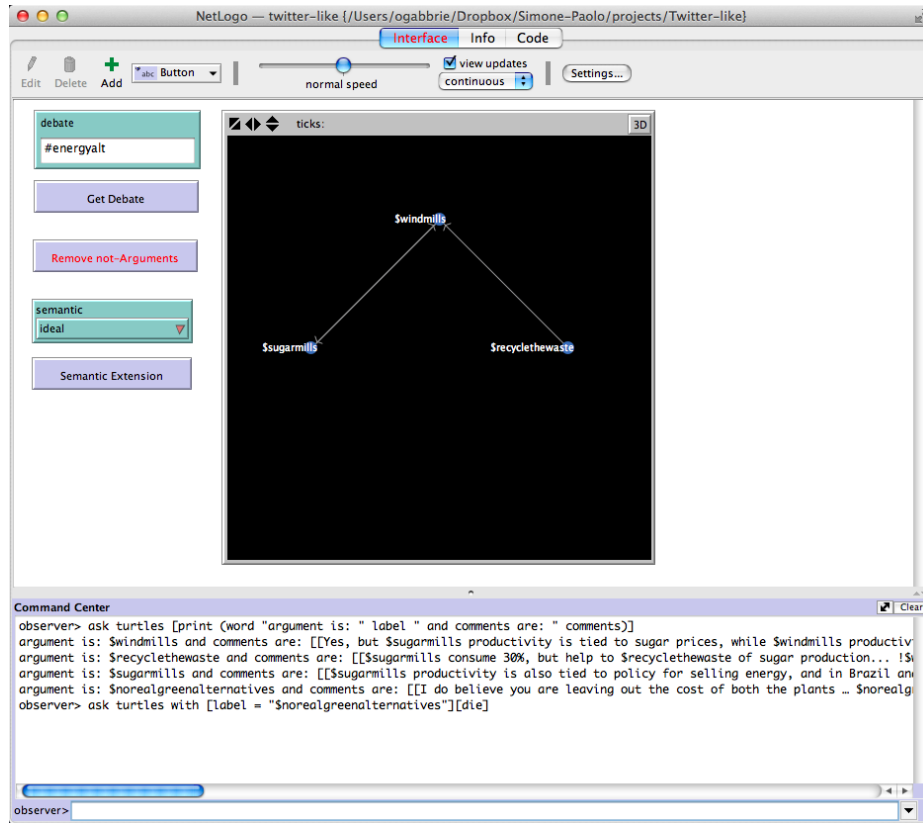 NetLogo — twitter-like {/Users/ogabbrie/Dropbox/Simone-Paolo/projects/Twitter-like}
Interface Info Code
Edit Delete Add abc Button normal speed view updates continuous Settings...
debate
#energyalt
Get Debate
Remove not-Arguments
semantic
ideal
Semantic Extension
ticks: 3D
$windmills
$sugarmills $recyclethewaste
Command Center Clear
observer> ask turtles [print (word "argument is: " label " and comments are: " comments)]
argument is: $windmills and comments are: [[Yes, but $sugarmills productivity is tied to sugar prices, while $windmills productiv
argument is: $recyclethewaste and comments are: [[$sugarmills consume 30%, but help to $recyclethewaste of sugar production... !$
argument is: $sugarmills and comments are: [[$sugarmills productivity is also tied to policy for selling energy, and in Brazil an
argument is: $norealgreenalternatives and comments are: [[I do believe you are leaving out the cost of both the plants … $norealg
observer> ask turtles with [label = "$norealgreenalternatives"][die]
observer>